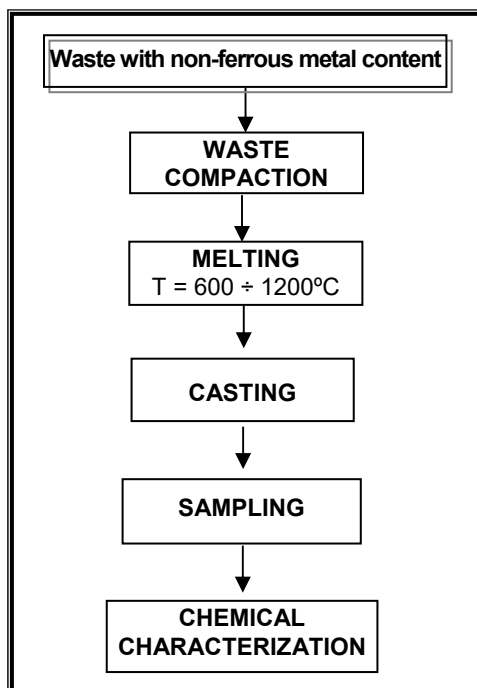 Waste with non-ferrous metal content
WASTE
COMPACTION
MELTING
T = 600 ÷ 1200ºC
CASTING
SAMPLING
CHEMICAL
CHARACTERIZATION